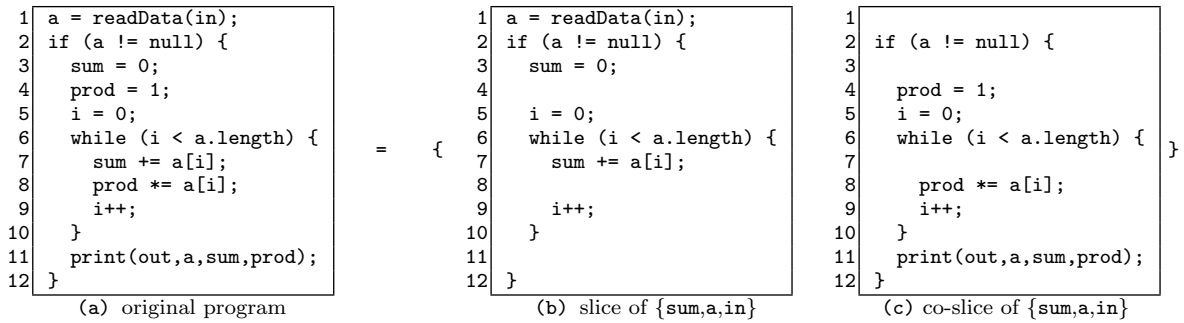 1 a = readData(in);
2 if (a != null) {
3 sum = 0;
4 prod = 1;
5 i = 0;
6 while (i < a.length) {
7 sum += a[i];
8 prod *= a[i];
9 i++;
10 }
11 print(out,a,sum,prod);
12 }
(a) original program
=
{
1 a = readData(in);
2 if (a != null) {
3 sum = 0;
4
5 i = 0;
6 while (i < a.length) {
7 sum += a[i];
8
9 i++;
10 }
11
12 }
(b) slice of {sum,a,in}
1
2 if (a != null) {
3
4 prod = 1;
5 i = 0;
6 while (i < a.length) {
7
8 prod *= a[i];
9 i++;
10 }
11 print(out,a,sum,prod);
12 }
}
(c) co-slice of {sum,a,in}